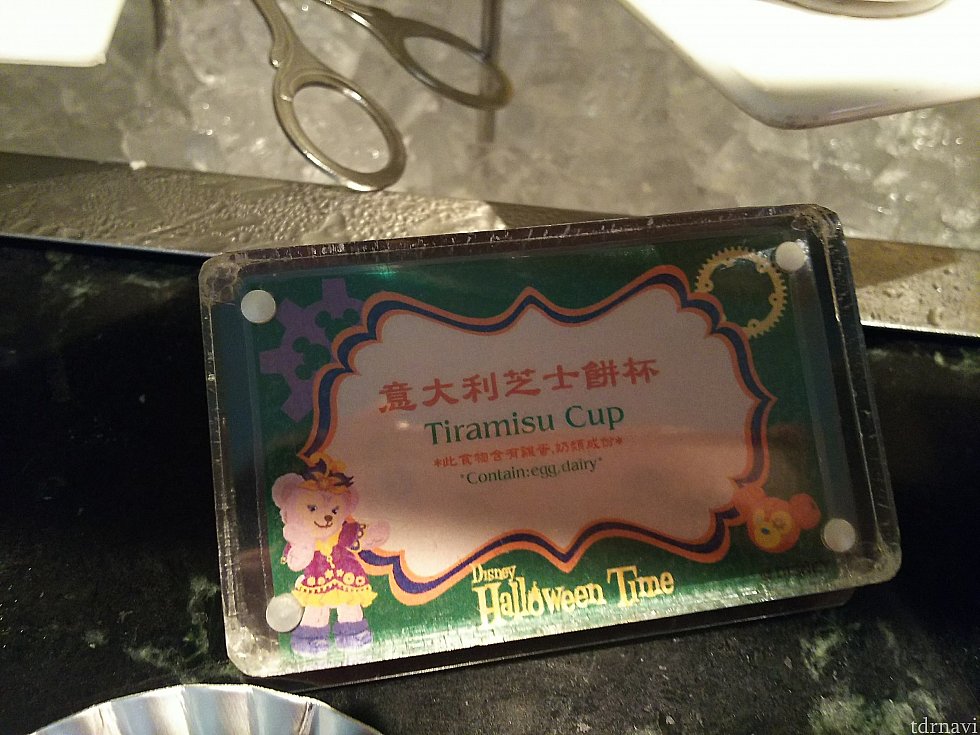 意大利芝士餅杯
Tiramisu Cup
*此食物含有雞蛋,奶類成份*
*Contain:egg,dairy*
Disney
Halloween Time
tdrnavi